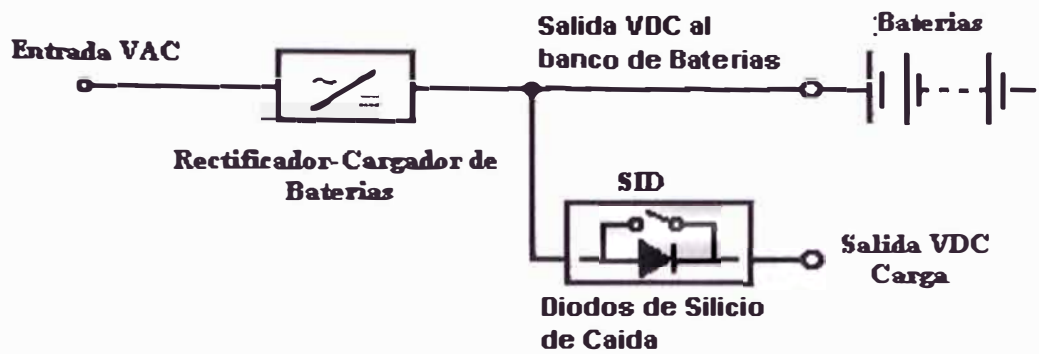 Entrada VAC
Rectificador-Cargador de
Baterias
Salida VDC al
banco de Baterias
Baterias
SID
Diodos de Silicio
de Caida
Salida VDC
Carga